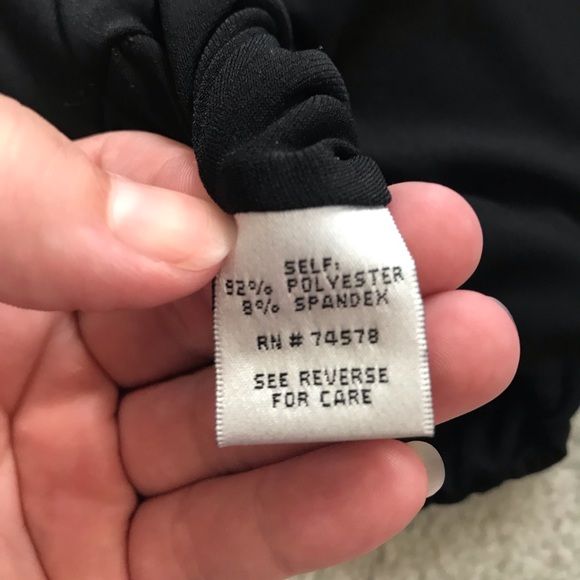 SELF:
92% POLYESTER
8% SPANDEX
RN # 74578
SEE REVERSE
FOR CARE